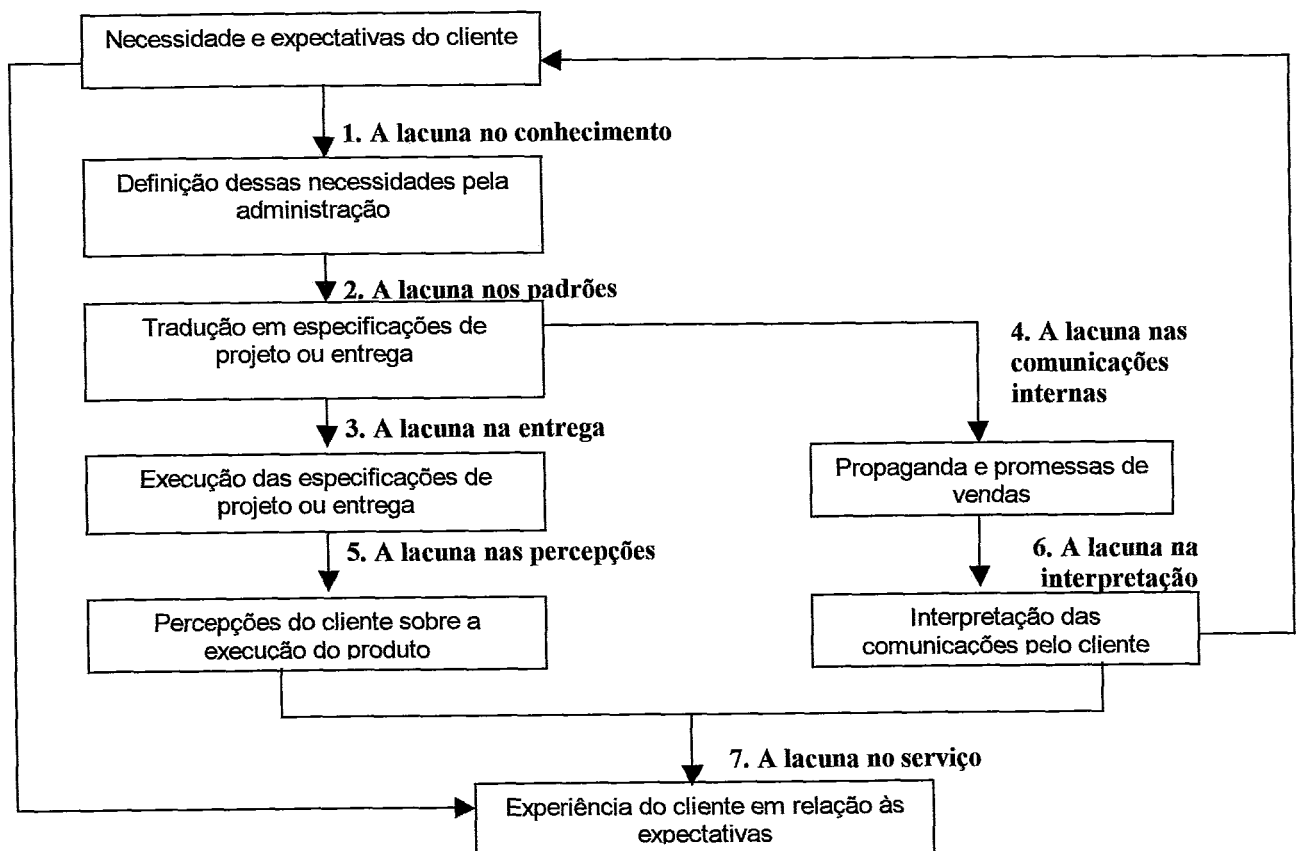 Necessidade e expectativas do cliente
1. A lacuna no conhecimento
Definição dessas necessidades pela
administração
2. A lacuna nos padrões
Tradução em especificações de
projeto ou entrega
4. A lacuna nas
comunicações
internas
3. A lacuna na entrega
Execução das especificações de
projeto ou entrega
Propaganda e promessas de
vendas
5. A lacuna nas percepções
6. A lacuna na
interpretação
Percepções do cliente sobre a
execução do produto
Interpretação das
comunicações pelo cliente
7. A lacuna no serviço
Experiência do cliente em relação às
expectativas